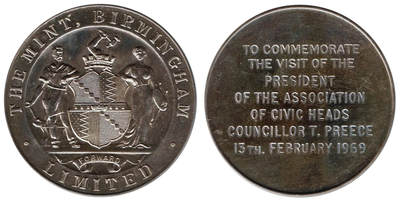 THE MINT, BIRMINGHAM
LIMITED
FORWARD
TO COMMEMORATE
THE VISIT OF THE
PRESIDENT
OF THE ASSOCIATION
OF CIVIC HEADS
COUNCILLOR T. PREECE
13TH. FEBRUARY 1969